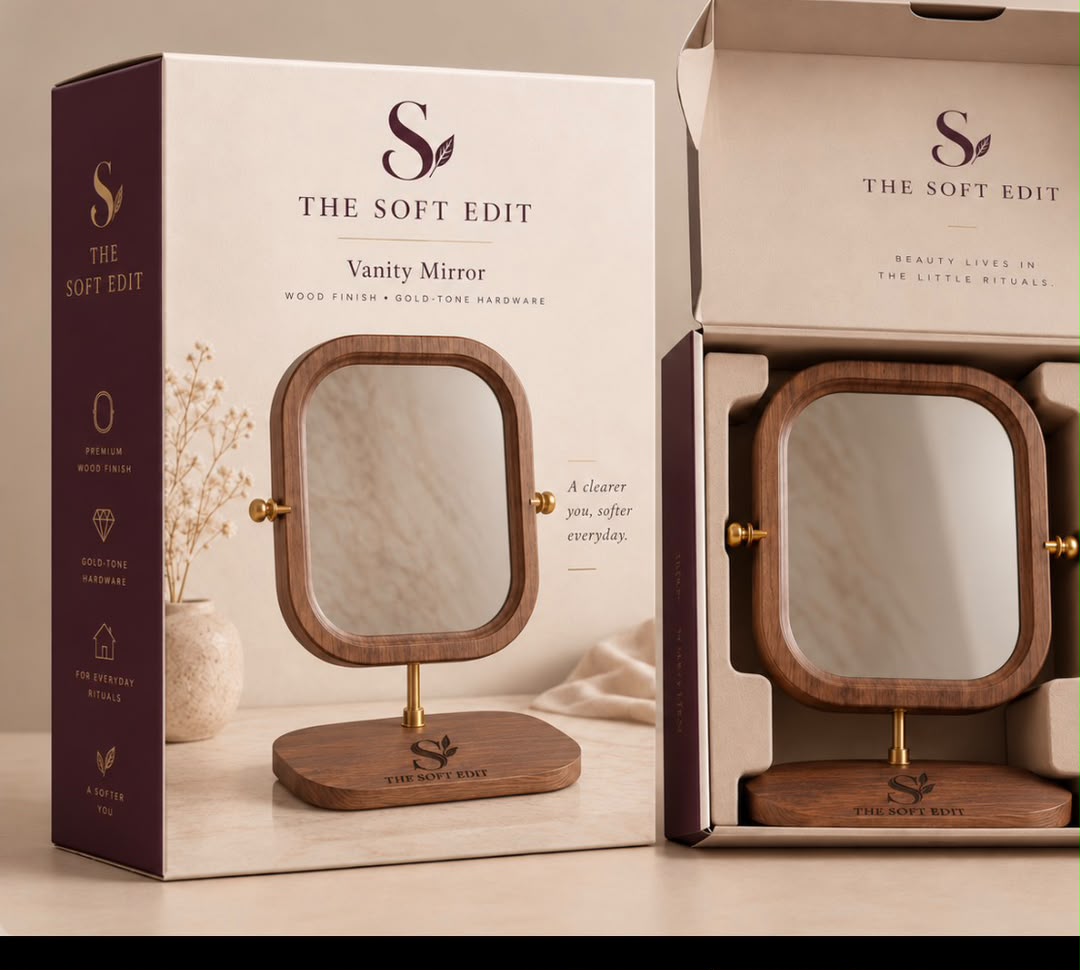 S
THE
SOFT EDIT
PREMIUM
WOOD FINISH
GOLD-TONE
HARDWARE
FOR EVERYDAY
RITUALS
A SOFTER
YOU
S
THE SOFT EDIT
Vanity Mirror
WOOD FINISH • GOLD-TONE HARDWARE
A clearer
you, softer
everyday.
S
THE SOFT EDIT
S
THE SOFT EDIT
BEAUTY LIVES IN
THE LITTLE RITUALS.
S
THE SOFT EDIT